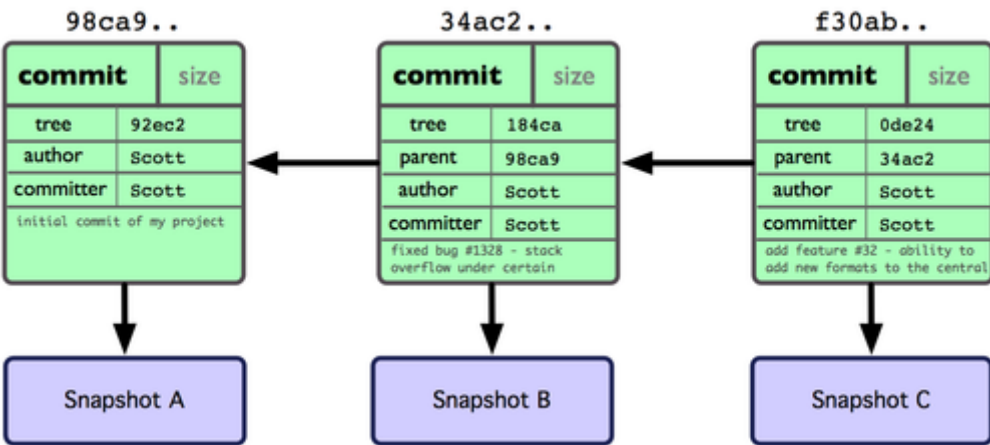 98ca9..
commit size
tree 92ec2
author Scott
committer Scott
initial commit of my project
34ac2..
commit size
tree 184ca
parent 98ca9
author Scott
committer Scott
fixed bug #1328 - stack
overflow under certain
f30ab..
commit size
tree 0de24
parent 34ac2
author Scott
committer Scott
add feature #32 - ability to
add new formats to the central
Snapshot A
Snapshot B
Snapshot C